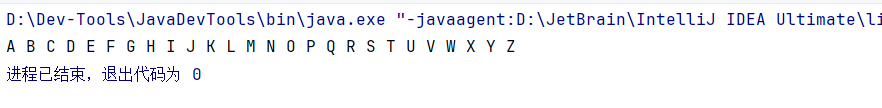 D:\Dev-Tools\JavaDevTools\bin\java.exe "-javaagent:D:\JetBrain\IntelliJ IDEA Ultimate\li
A B C D E F G H I J K L M N O P Q R S T U V W X Y Z
进程已结束，退出代码为 0